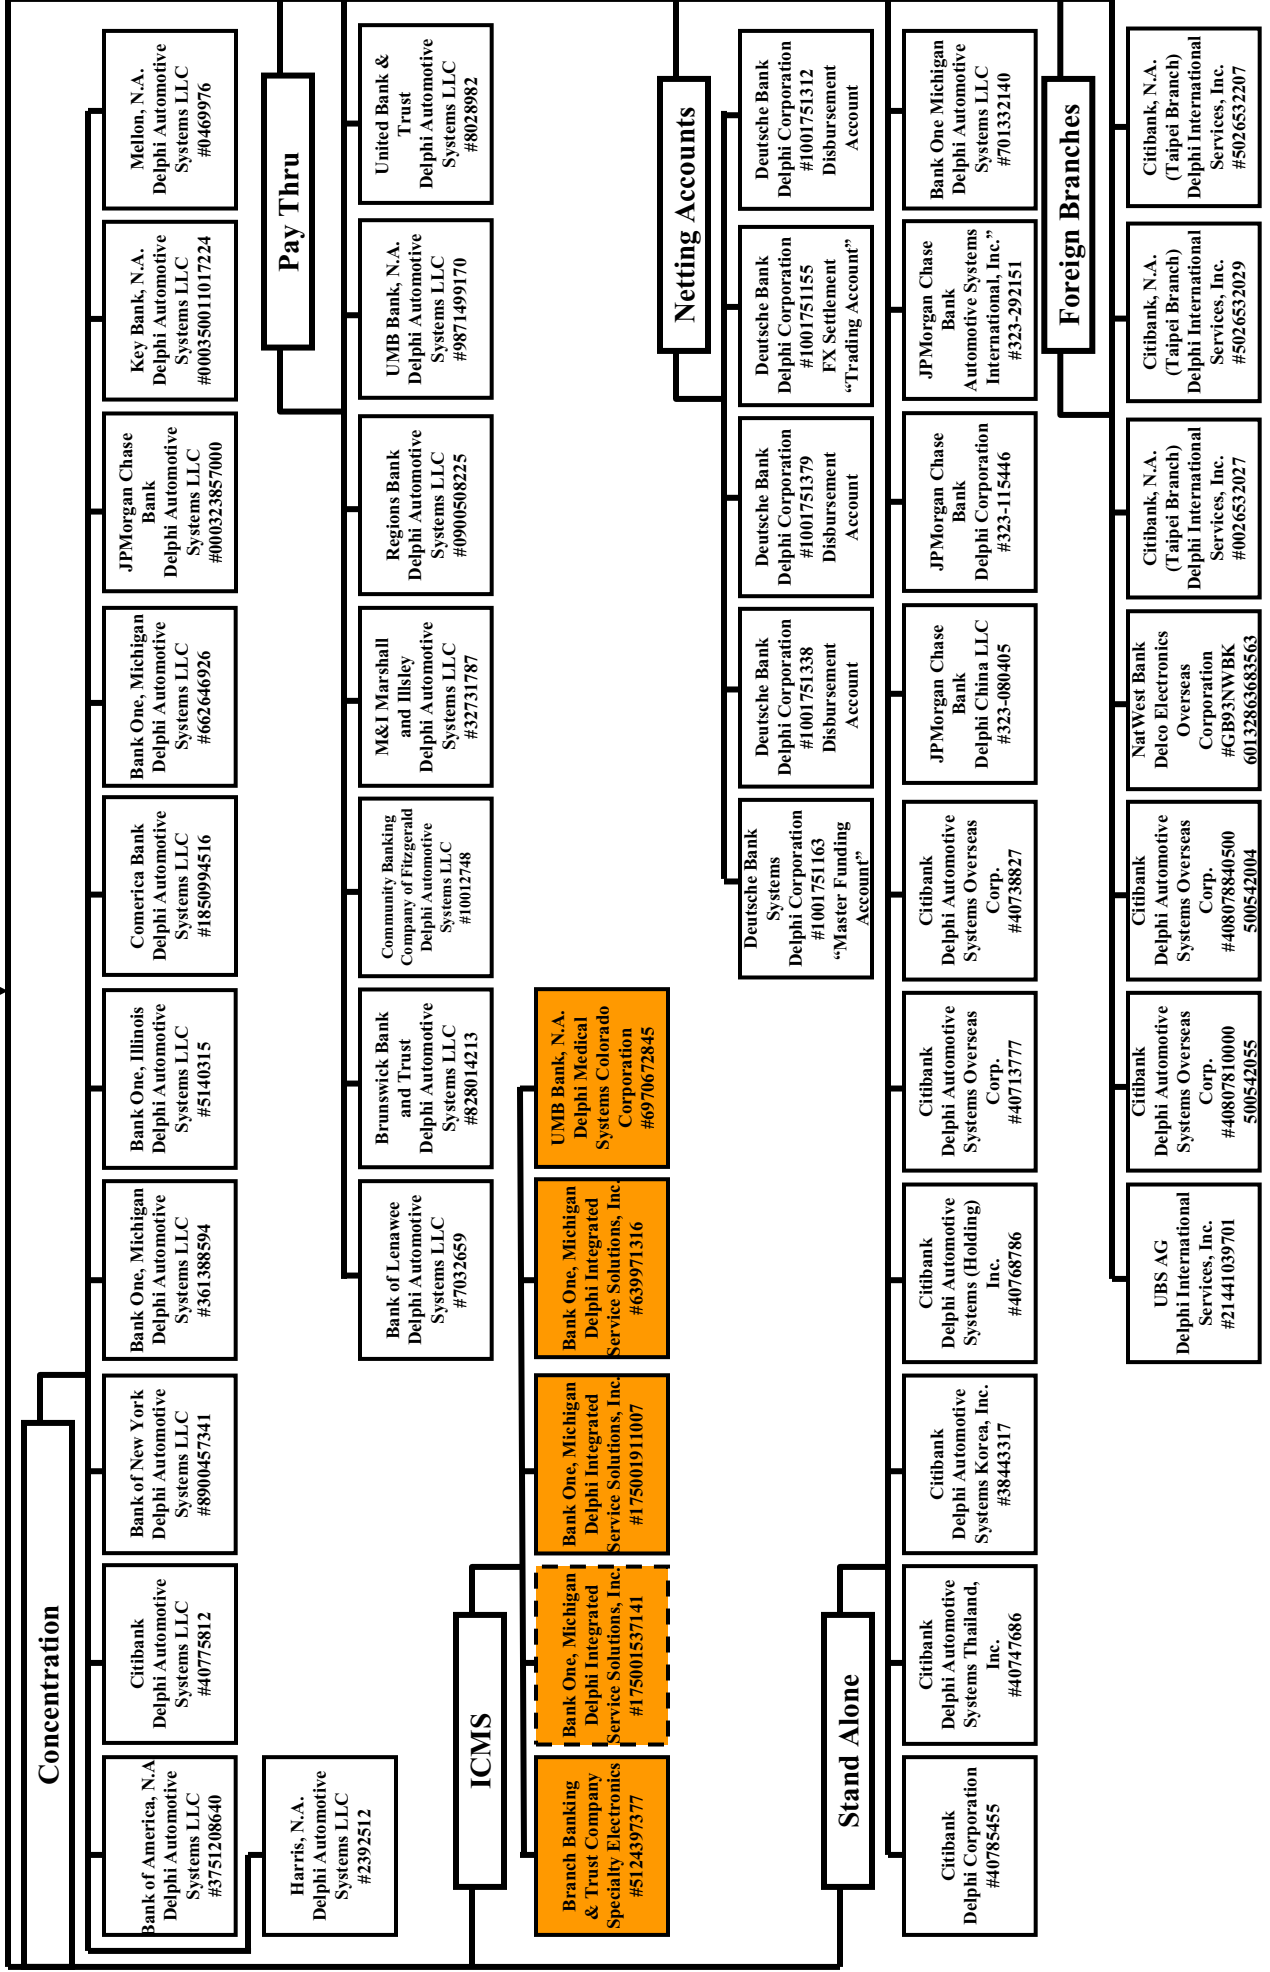 Concentration
Bank of America, N.A
Delphi Automotive
Systems LLC
#3751208640
Citibank
Delphi Automotive
Systems LLC
#40775812
Bank of New York
Delphi Automotive
Systems LLC
#8900457341
Bank One, Michigan
Delphi Automotive
Systems LLC
#361388594
Bank One, Illinois
Delphi Automotive
Systems LLC
#5140315
Comerica Bank
Delphi Automotive
Systems LLC
#1850994516
Bank One, Michigan
Delphi Automotive
Systems LLC
#662646926
JPMorgan Chase
Bank
Delphi Automotive
Systems LLC
#000323857000
Key Bank, N.A.
Delphi Automotive
Systems LLC
#000350011017224
Mellon, N.A.
Delphi Automotive
Systems LLC
#0469976
Harris, N.A.
Delphi Automotive
Systems LLC
#2392512
Pay Thru
Bank of Lenawee
Delphi Automotive
Systems LLC
#7032659
Brunswick Bank
and Trust
Delphi Automotive
Systems LLC
#828014213
Community Banking
Company of Fitzgerald
Delphi Automotive
Systems LLC
#10012748
M&I Marshall
and Illsley
Delphi Automotive
Systems LLC
#32731787
Regions Bank
Delphi Automotive
Systems LLC
#0900508225
UMB Bank, N.A.
Delphi Automotive
Systems LLC
#9871499170
United Bank &
Trust
Delphi Automotive
Systems LLC
#8028982
ICMS
Branch Banking
& Trust Company
Specialty Electronics
#5124397377
Bank One, Michigan
Delphi Integrated
Service Solutions, Inc.
#175001537141
Bank One, Michigan
Delphi Integrated
Service Solutions, Inc.
#175001911007
Bank One, Michigan
Delphi Integrated
Service Solutions, Inc.
#639971316
UMB Bank, N.A.
Delphi Medical
Systems Colorado
Corporation
#6970672845
Netting Accounts
Deutsche Bank
Systems
Delphi Corporation
#1001751163
“Master Funding
Account”
Deutsche Bank
Delphi Corporation
#1001751338
Disbursement
Account
Deutsche Bank
Delphi Corporation
#1001751379
Disbursement
Account
Deutsche Bank
Delphi Corporation
#1001751155
FX Settlement
“Trading Account”
Deutsche Bank
Delphi Corporation
#1001751312
Disbursement
Account
Stand Alone
Citibank
Delphi Corporation
#40785455
Citibank
Delphi Automotive
Systems Thailand,
Inc.
#40747686
Citibank
Delphi Automotive
Systems Korea, Inc.
#38443317
Citibank
Delphi Automotive
Systems (Holding)
Inc.
#40768786
Citibank
Delphi Automotive
Systems Overseas
Corp.
#40713777
Citibank
Delphi Automotive
Systems Overseas
Corp.
#40738827
JPMorgan Chase
Bank
Delphi China LLC
#323-080405
JPMorgan Chase
Bank
Delphi Corporation
#323-115446
JPMorgan Chase
Bank
Automotive Systems
International, Inc.”
#323-292151
Bank One Michigan
Delphi Automotive
Systems LLC
#701332140
Foreign Branches
UBS AG
Delphi International
Services, Inc.
#21441039701
Citibank
Delphi Automotive
Systems Overseas
Corp.
#40807810000
500542055
Citibank
Delphi Automotive
Systems Overseas
Corp.
#408078840500
500542004
NatWest Bank
Delco Electronics
Overseas
Corporation
#GB93NWBK
60132863683563
Citibank, N.A.
(Taipei Branch)
Delphi International
Services, Inc.
#0026532027
Citibank, N.A.
(Taipei Branch)
Delphi International
Services, Inc.
#5026532029
Citibank, N.A.
(Taipei Branch)
Delphi International
Services, Inc.
#5026532207